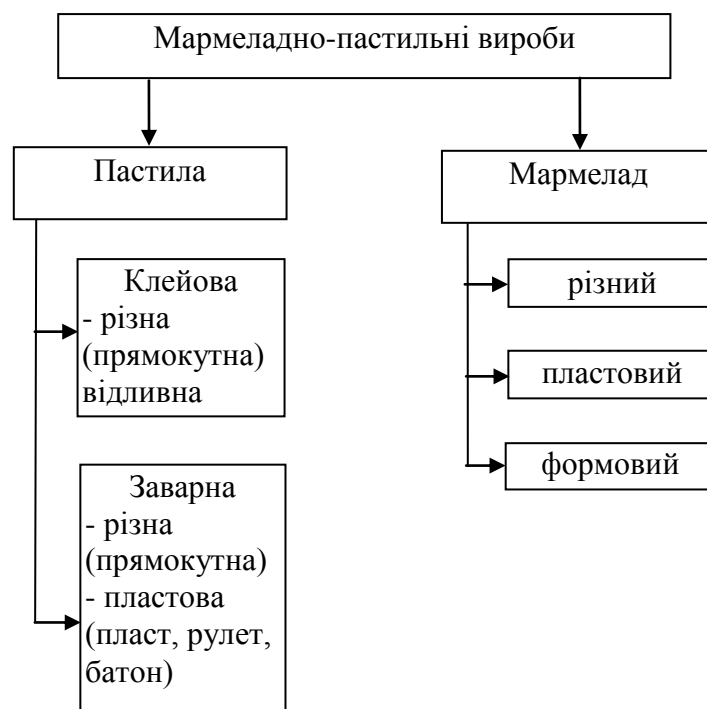 Мармеладно-пастильні вироби
Пастила
Мармелад
Клейова
- різна
(прямокутна)
відливна
Заварна
- різна
(прямокутна)
- пластова
(пласт, рулет,
батон)
різний
пластовий
формовий